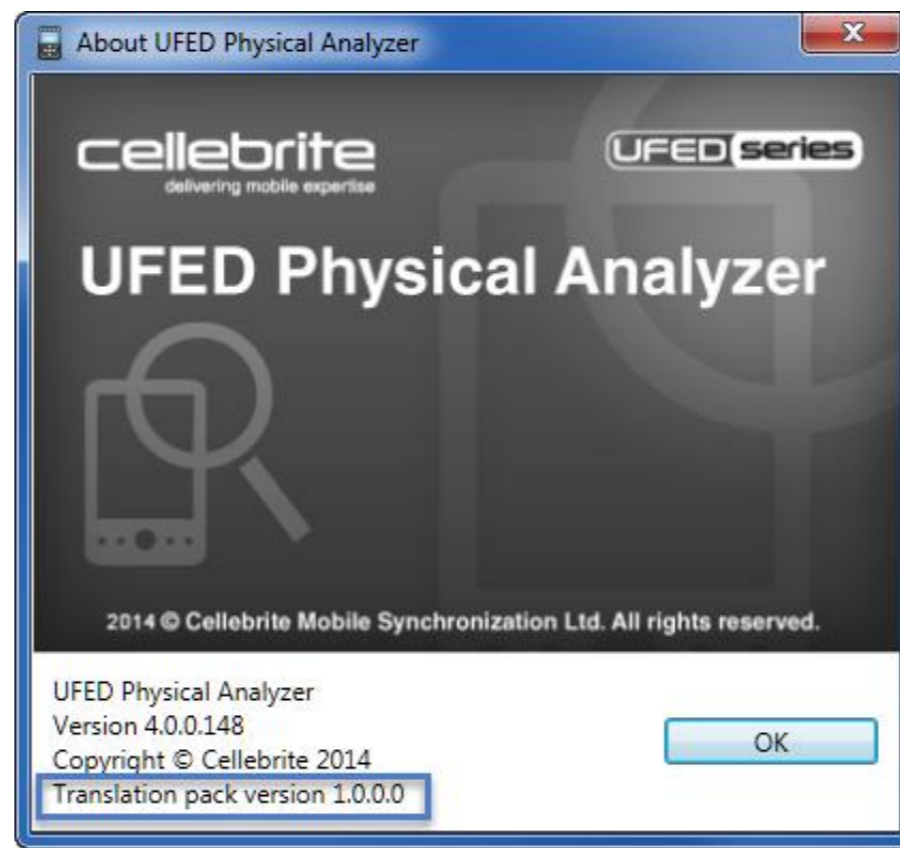 About UFED Physical Analyzer
cellebrite
delivering mobile expertise
UFED series
UFED Physical Analyzer
2014 © Cellebrite Mobile Synchronization Ltd. All rights reserved.
UFED Physical Analyzer
Version 4.0.0.148
Copyright © Cellebrite 2014
Translation pack version 1.0.0.0
OK